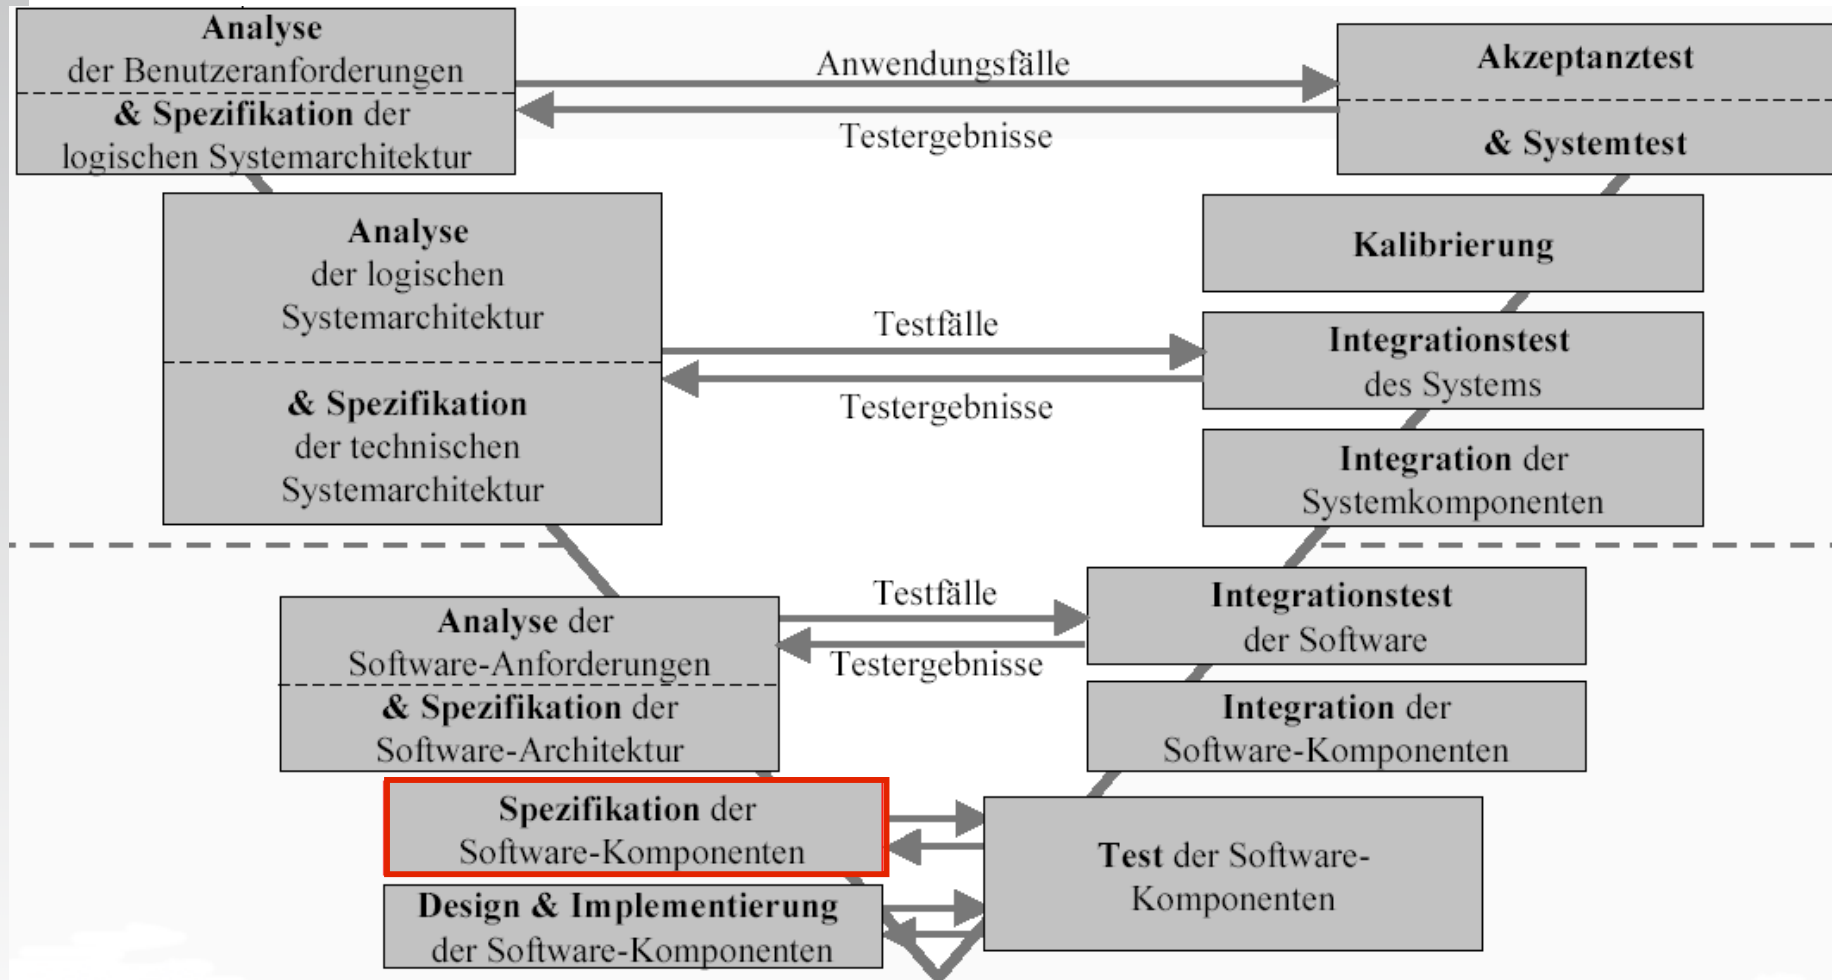 Analyse
der Benutzeranforderungen
& Spezifikation der
logischen Systemarchitektur
Anwendungsfälle
Testergebnisse
Akzeptanztest
& Systemtest
Analyse
der logischen
Systemarchitektur
& Spezifikation
der technischen
Systemarchitektur
Testfälle
Testergebnisse
Kalibrierung
Integrationstest
des Systems
Integration der
Systemkomponenten
Analyse der
Software-Anforderungen
& Spezifikation der
Software-Architektur
Testfälle
Testergebnisse
Integrationstest
der Software
Integration der
Software-Komponenten
Spezifikation der
Software-Komponenten
Design & Implementierung
der Software-Komponenten
Test der Software-
Komponenten